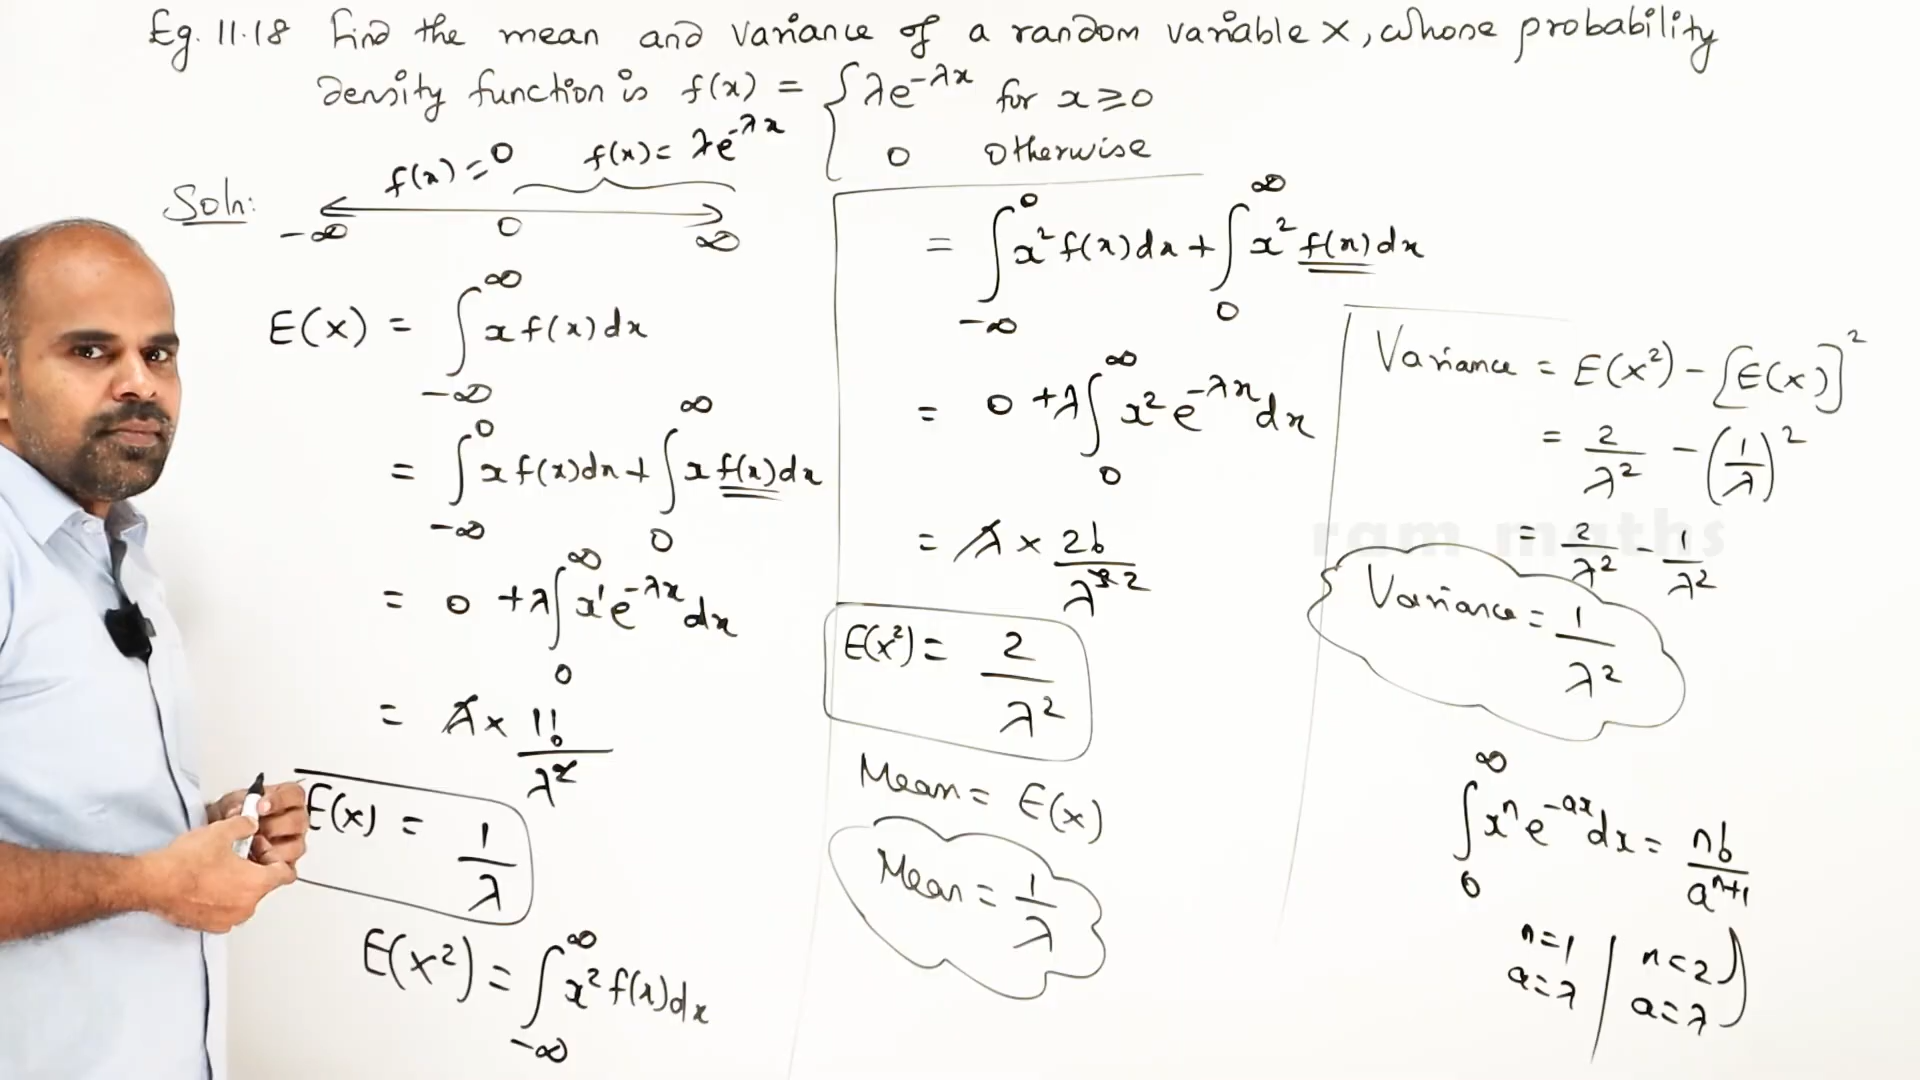 Eg. 11.18 Find the mean and variance of a random variable X, whose probability
density function is f(x) = { λe^{-λx} for x ≥ 0
0 otherwise
Soln:
f(x) = 0 f(x) = λe^{-λx}
-∞ 0 ∞
E(x) = ∫_{-∞}^{∞} x f(x) dx
= ∫_{-∞}^{0} x f(x) dx + ∫_{0}^{∞} x f(x) dx
= 0 + λ ∫_{0}^{∞} x^1 e^{-λx} dx
= λ × 1! / λ^2
E(x) = 1/λ
E(x^2) = ∫_{-∞}^{∞} x^2 f(x) dx
= ∫_{-∞}^{0} x^2 f(x) dx + ∫_{0}^{∞} x^2 f(x) dx
= 0 + λ ∫_{0}^{∞} x^2 e^{-λx} dx
= λ × 2! / λ^{3 2}
E(x^2) = 2/λ^2
Mean = E(x)
Mean = 1/λ
Variance = E(x^2) - [E(x)]^2
= 2/λ^2 - (1/λ)^2
= 2/λ^2 - 1/λ^2
Variance = 1/λ^2
∫_{0}^{∞} x^n e^{-ax} dx = n! / a^{n+1}
n=1 | n=2
a=λ | a=λ
ram maths